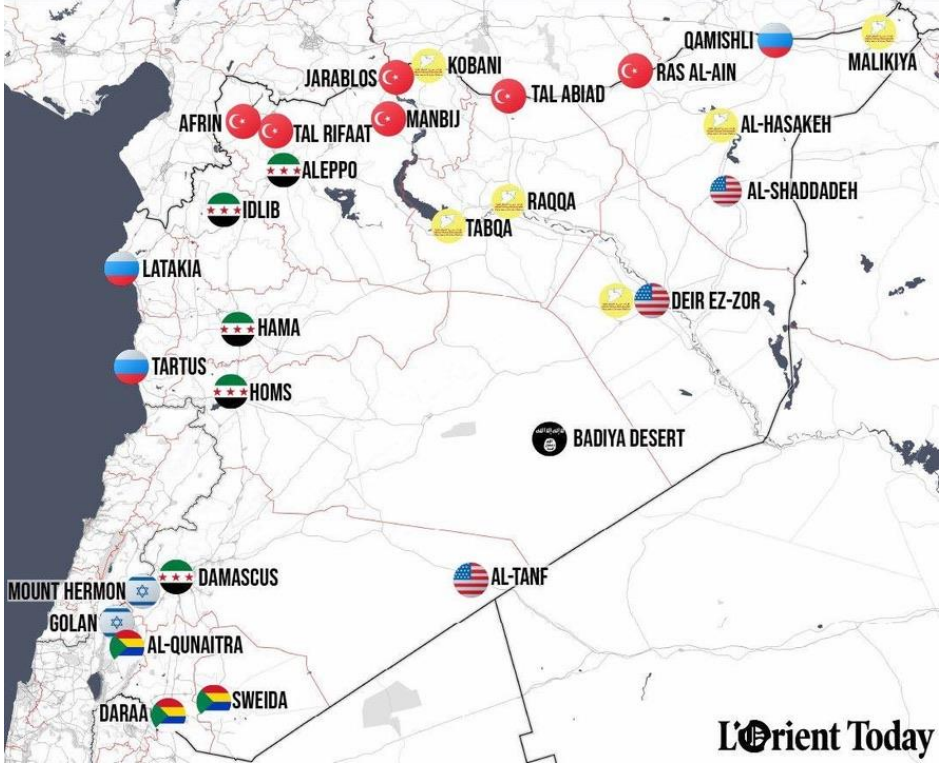 QAMISHLI
MALIKIYA
KOBANI
JARABLOS
RAS AL-AIN
TAL ABIAD
AFRIN
TAL RIFAAT
MANBIJ
AL-HASAKEH
ALEPPO
AL-SHADDADEH
IDLIB
RAQQA
TABQA
LATAKIA
DEIR EZ-ZOR
HAMA
TARTUS
HOMS
BADIYA DESERT
DAMASCUS
AL-TANF
MOUNT HERMON
GOLAN
AL-QUNAITRA
SWEIDA
DARAA
L'Orient Today